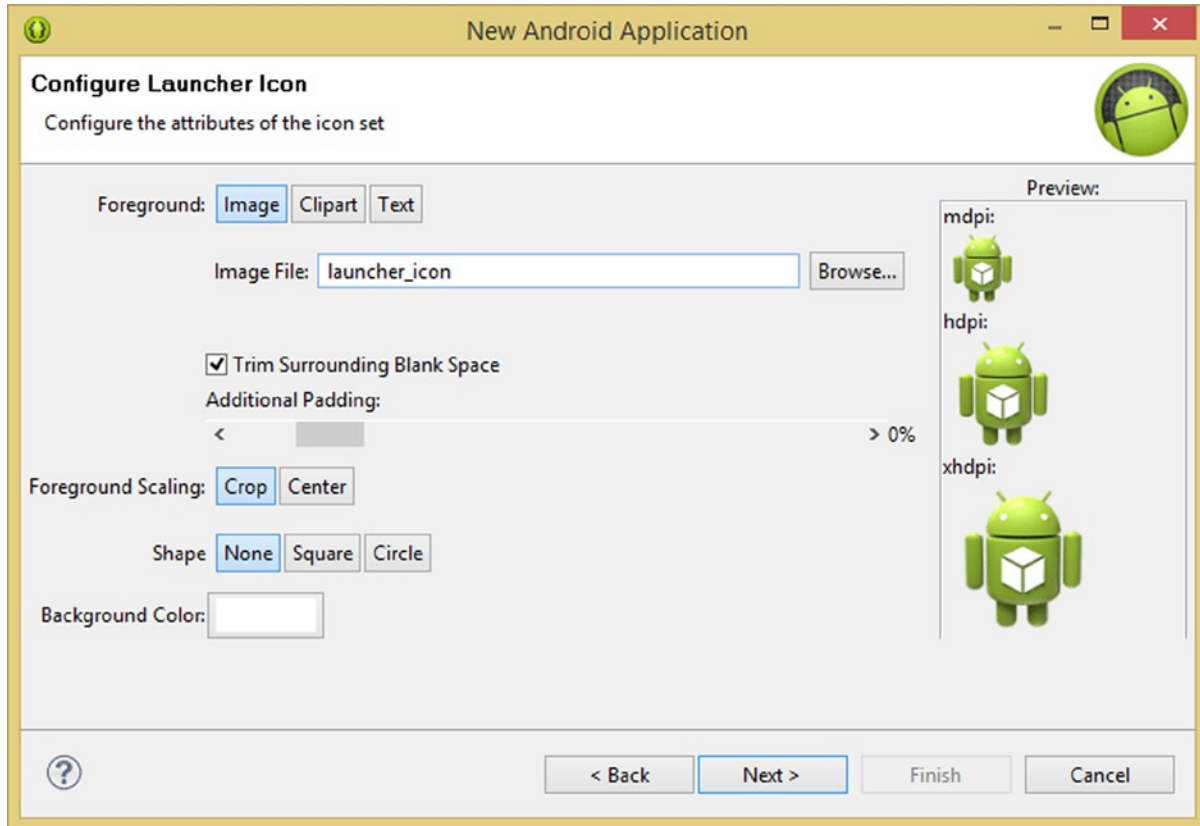 New Android Application
Configure Launcher Icon
Configure the attributes of the icon set
Foreground: Image Clipart Text
Image File: launcher_icon Browse...
Trim Surrounding Blank Space
Additional Padding:
< > 0%
Foreground Scaling: Crop Center
Shape None Square Circle
Background Color:
Preview:
mdpi:
hdpi:
xhdpi:
? < Back Next > Finish Cancel